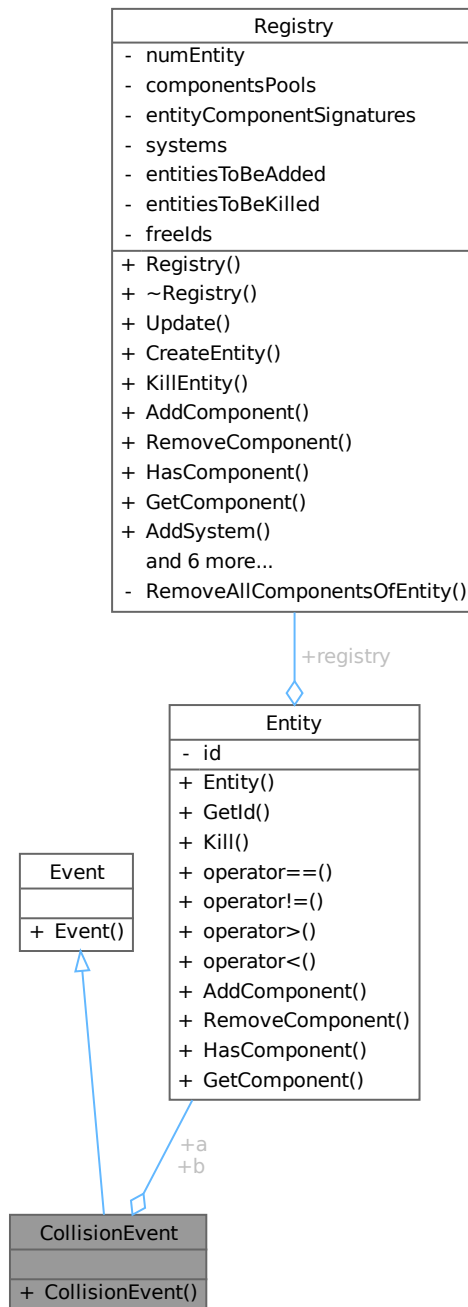 Registry
- numEntity
- componentsPools
- entityComponentSignatures
- systems
- entitiesToBeAdded
- entitiesToBeKilled
- freeIds
+ Registry()
+ ~Registry()
+ Update()
+ CreateEntity()
+ KillEntity()
+ AddComponent()
+ RemoveComponent()
+ HasComponent()
+ GetComponent()
+ AddSystem()
and 6 more...
- RemoveAllComponentsOfEntity()
+registry
Entity
- id
+ Entity()
+ GetId()
+ Kill()
+ operator==()
+ operator!=()
+ operator>()
+ operator<()
+ AddComponent()
+ RemoveComponent()
+ HasComponent()
+ GetComponent()
Event
+ Event()
+a
+b
CollisionEvent
+ CollisionEvent()